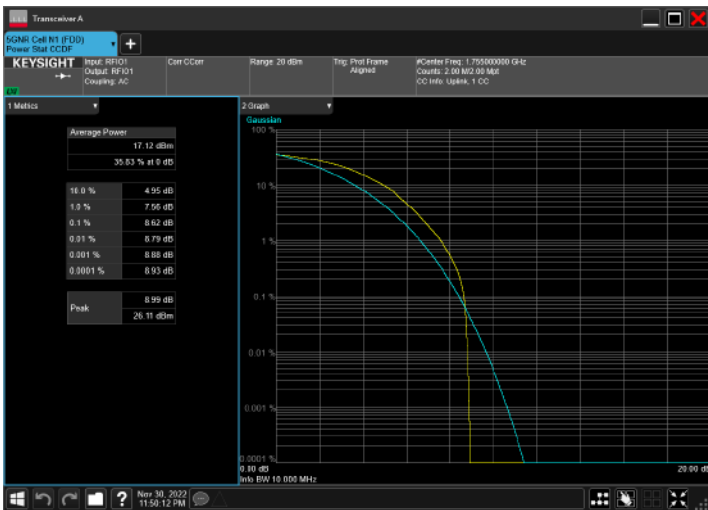 Transceiver A
5GNR Cell N1 (FDD)
Power Stat CCDF
KEYSIGHT
Input: RFIO1
Output: RFIO1
Coupling: AC
Corr CCorr
Range: 20 dBm
Trig: Prot Frame
Aligned
#Center Freq: 1.755000000 GHz
Counts: 2.00 M/2.00 Mpt
CC Info: Uplink, 1 CC
1 Metrics
Average Power
17.12 dBm
35.83 % at 0 dB
10.0 % 4.95 dB
1.0 % 7.56 dB
0.1 % 8.62 dB
0.01 % 8.79 dB
0.001 % 8.88 dB
0.0001 % 8.93 dB
Peak
8.99 dB
26.11 dBm
2 Graph
Gaussian
100 %
10 %
1 %
0.1 %
0.01 %
0.001 %
0.0001 %
0.00 dB
20.00 dB
Info BW 10.000 MHz
Nov 30, 2022
11:50:12 PM